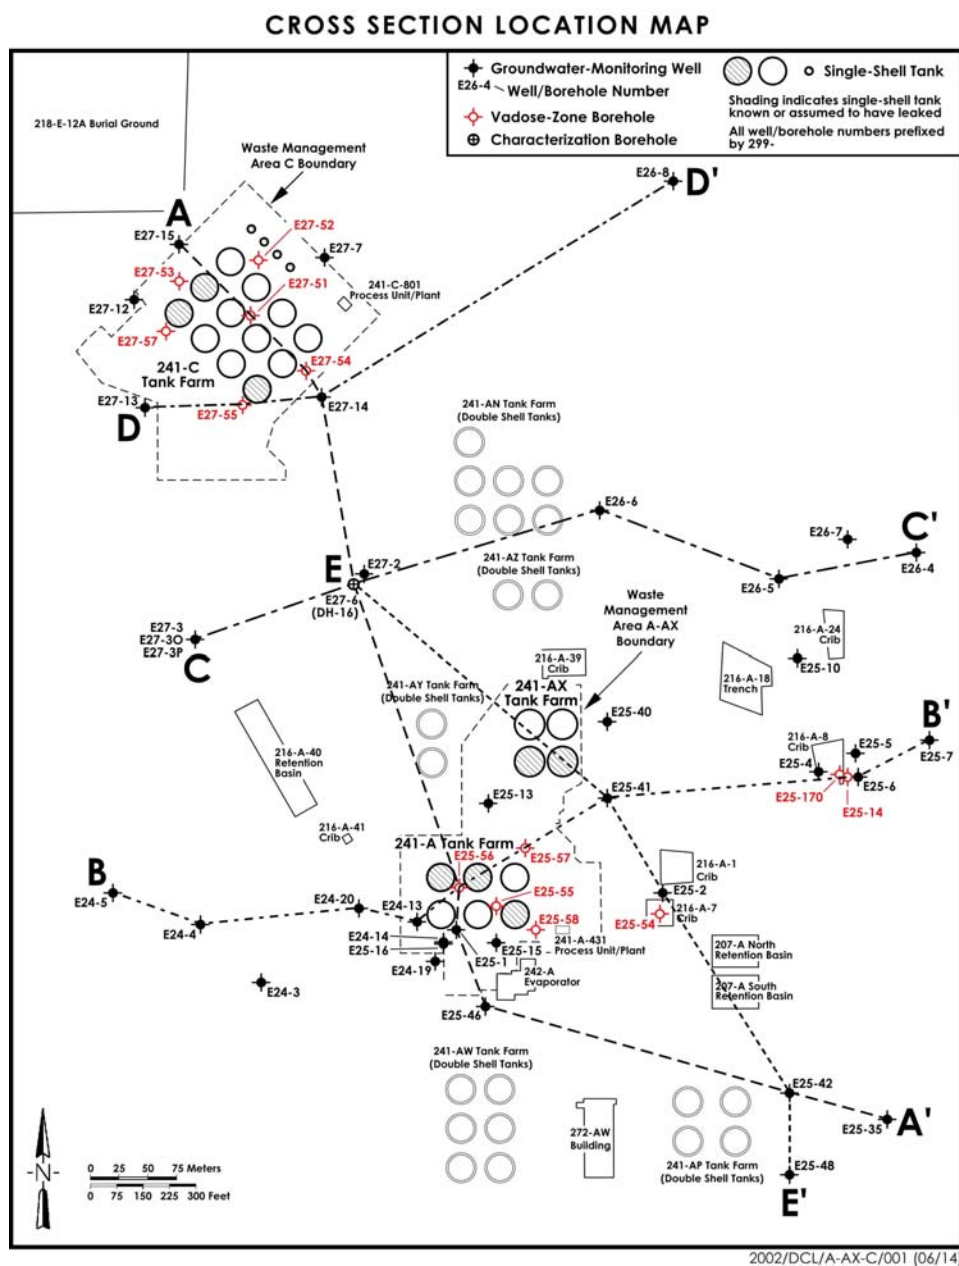 CROSS SECTION LOCATION MAP
Groundwater-Monitoring Well
E26-4
Well/Borehole Number
Vadose-Zone Borehole
Characterization Borehole
Single-Shell Tank
Shading indicates single-shell tank
known or assumed to have leaked
All well/borehole numbers prefixed
by 299-
218-E-12A Burial Ground
Waste Management
Area C Boundary
E26-8
D'
A
E27-15
E27-52
E27-7
E27-53
E27-51
241-C-801
Process Unit/Plant
E27-12
E27-57
E27-54
241-C
Tank Farm
E27-13
D
E27-55
E27-14
241-AN Tank Farm
(Double Shell Tanks)
E26-6
E26-7
C'
E26-4
241-AZ Tank Farm
(Double Shell Tanks)
E
E27-2
E27-6
(DH-16)
E26-5
Waste
Management
Area A-AX
Boundary
E27-3
E27-3O
E27-3P
C
216-A-24
Crib
E25-10
216-A-39
Crib
216-A-18
Trench
241-AY Tank Farm
(Double Shell Tanks)
241-AX
Tank Farm
E25-40
B'
216-A-8
Crib
E25-5
E25-7
216-A-40
Retention
Basin
E25-4
E25-6
E25-170
E25-14
E25-13
E25-41
216-A-41
Crib
241-A Tank Farm
E25-56
E25-57
216-A-1
Crib
B
E24-5
E25-2
E24-20
E24-13
E25-55
216-A-7
Crib
E25-54
E24-4
E25-58
E24-14
E25-16
E25-1
E25-15
241-A-431
Process Unit/Plant
207-A North
Retention Basin
E24-19
242-A
Evaporator
E24-3
207-A South
Retention Basin
E25-46
241-AW Tank Farm
(Double Shell Tanks)
E25-42
A'
E25-35
272-AW
Building
241-AP Tank Farm
(Double Shell Tanks)
E25-48
E'
N
0 25 50 75 Meters
0 75 150 225 300 Feet
2002/DCL/A-AX-C/001 (06/14)